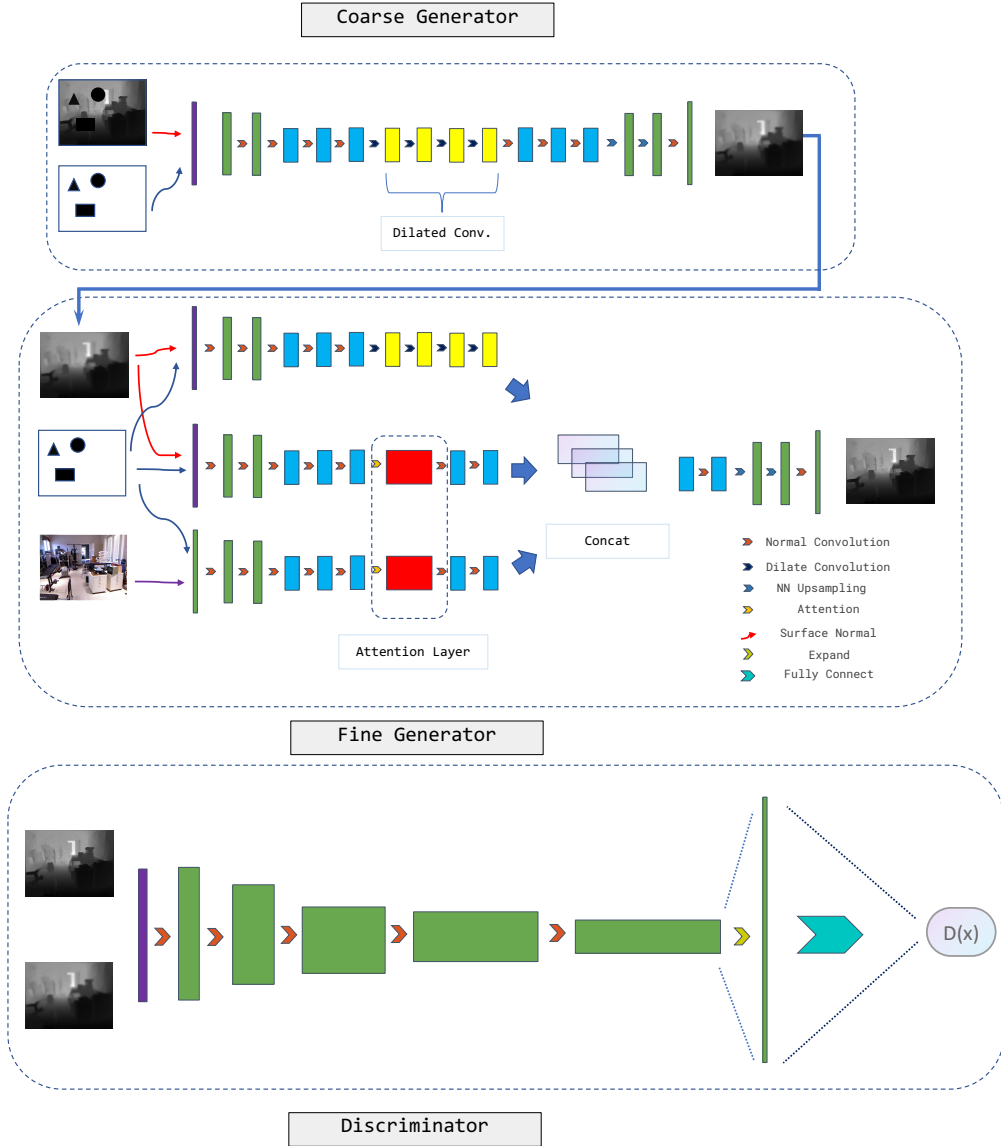 Coarse Generator
Dilated Conv.
Concat
Normal Convolution
Dilate Convolution
NN Upsampling
Attention
Surface Normal
Expand
Fully Connect
Attention Layer
Fine Generator
D(x)
Discriminator